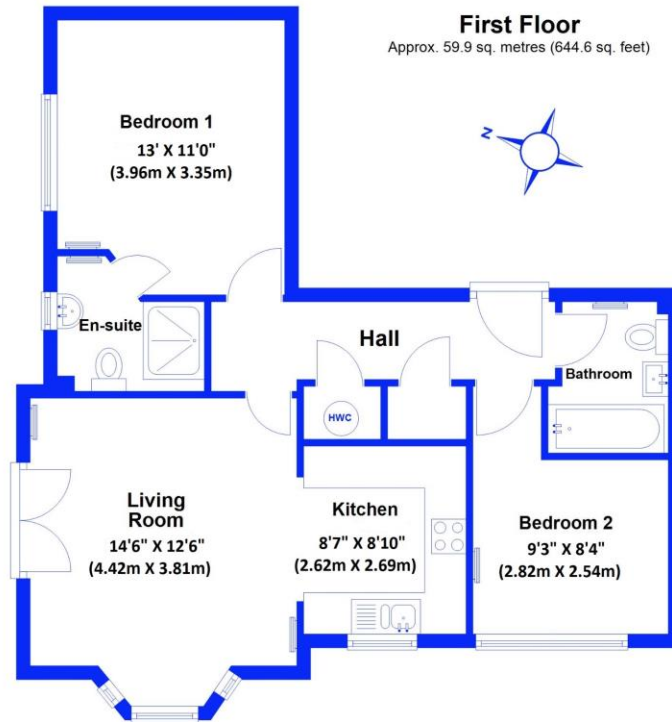 First Floor
Approx. 59.9 sq. metres (644.6 sq. feet)
N
Bedroom 1
13' X 11'0"
(3.96m X 3.35m)
En-suite
Hall
Bathroom
HWC
Living
Room
14'6" X 12'6"
(4.42m X 3.81m)
Kitchen
8'7" X 8'10"
(2.62m X 2.69m)
Bedroom 2
9'3" X 8'4"
(2.82m X 2.54m)